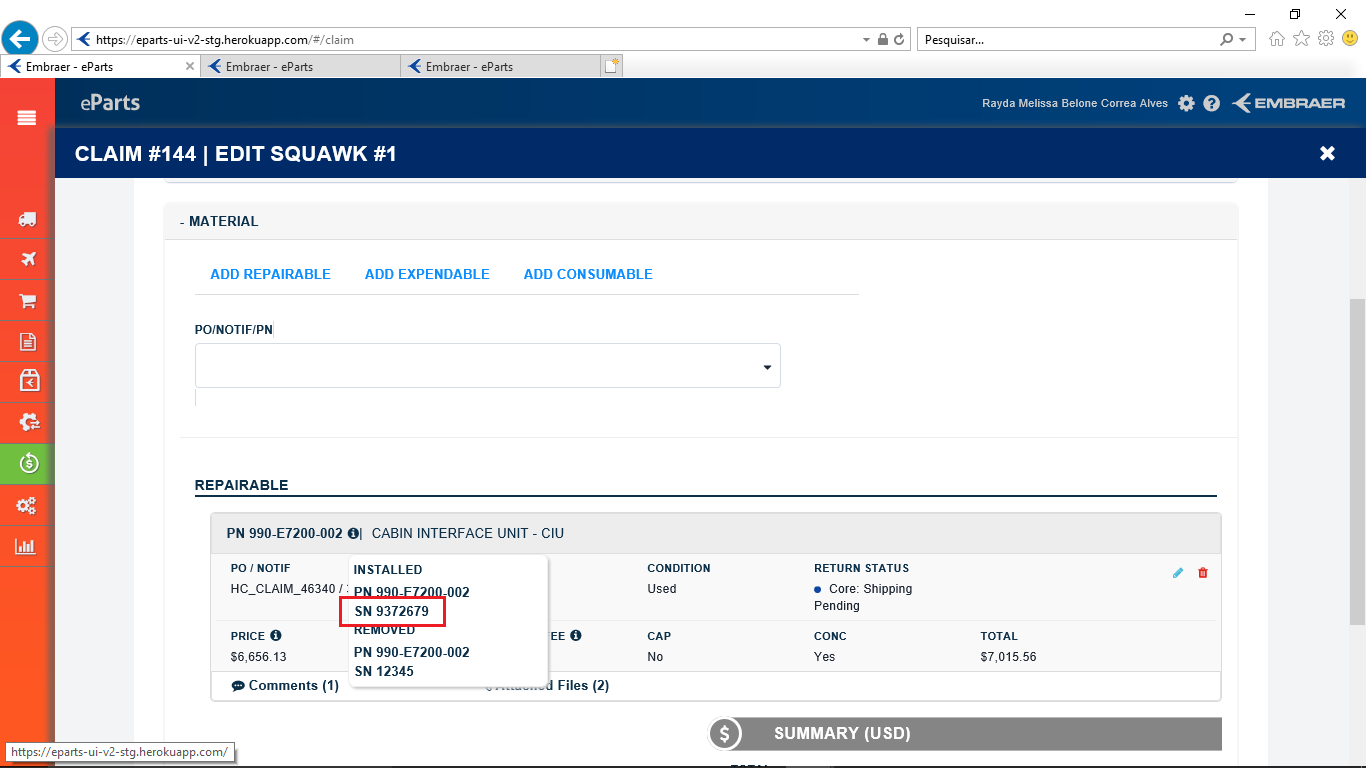 https://eparts-ui-v2-stg.herokuapp.com/#/claim
Pesquisar...
Embraer - eParts
Embraer - eParts
Embraer - eParts
eParts
Rayda Melissa Belone Correa Alves
EMBRAER
CLAIM #144 | EDIT SQUAWK #1
- MATERIAL
ADD REPAIRABLE ADD EXPENDABLE ADD CONSUMABLE
PO/NOTIF/PN
REPAIRABLE
PN 990-E7200-002 | CABIN INTERFACE UNIT - CIU
PO / NOTIF
HC_CLAIM_46340 /
INSTALLED
PN 990-E7200-002
SN 9372679
REMOVED
PN 990-E7200-002
SN 12345
CONDITION
Used
RETURN STATUS
Core: Shipping
Pending
PRICE
$6,656.13
EE
CAP
No
CONC
Yes
TOTAL
$7,015.56
Comments (1)
Attached Files (2)
$ SUMMARY (USD)
https://eparts-ui-v2-stg.herokuapp.com/